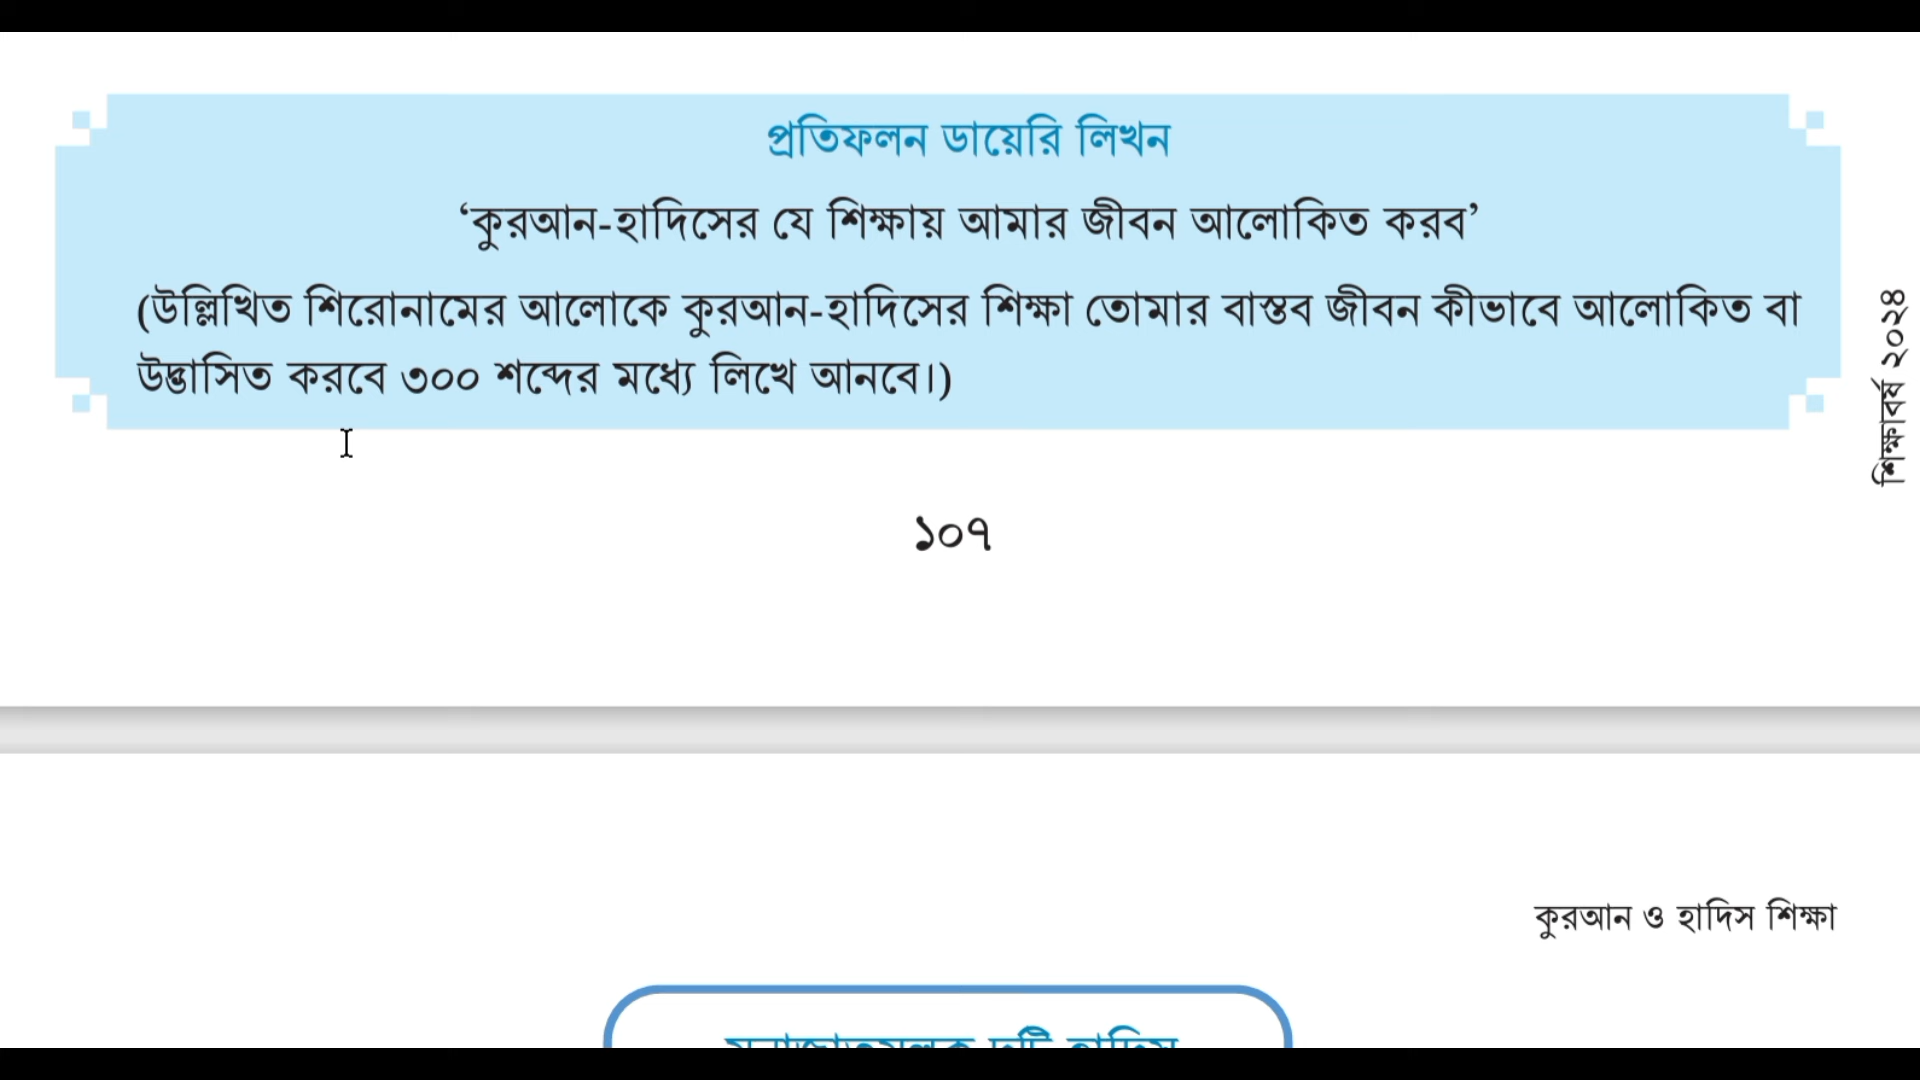 প্রতিফলন ডায়েরি লিখন
‘কুরআন-হাদিসের যে শিক্ষায় আমার জীবন আলোকিত করব’
(উল্লিখিত শিরোনামের আলোকে কুরআন-হাদিসের শিক্ষা তোমার বাস্তব জীবন কীভাবে আলোকিত বা
উদ্ভাসিত করবে ৩০০ শব্দের মধ্যে লিখে আনবে।)
শিক্ষাবর্ষ ২০২৪
১০৭
কুরআন ও হাদিস শিক্ষা